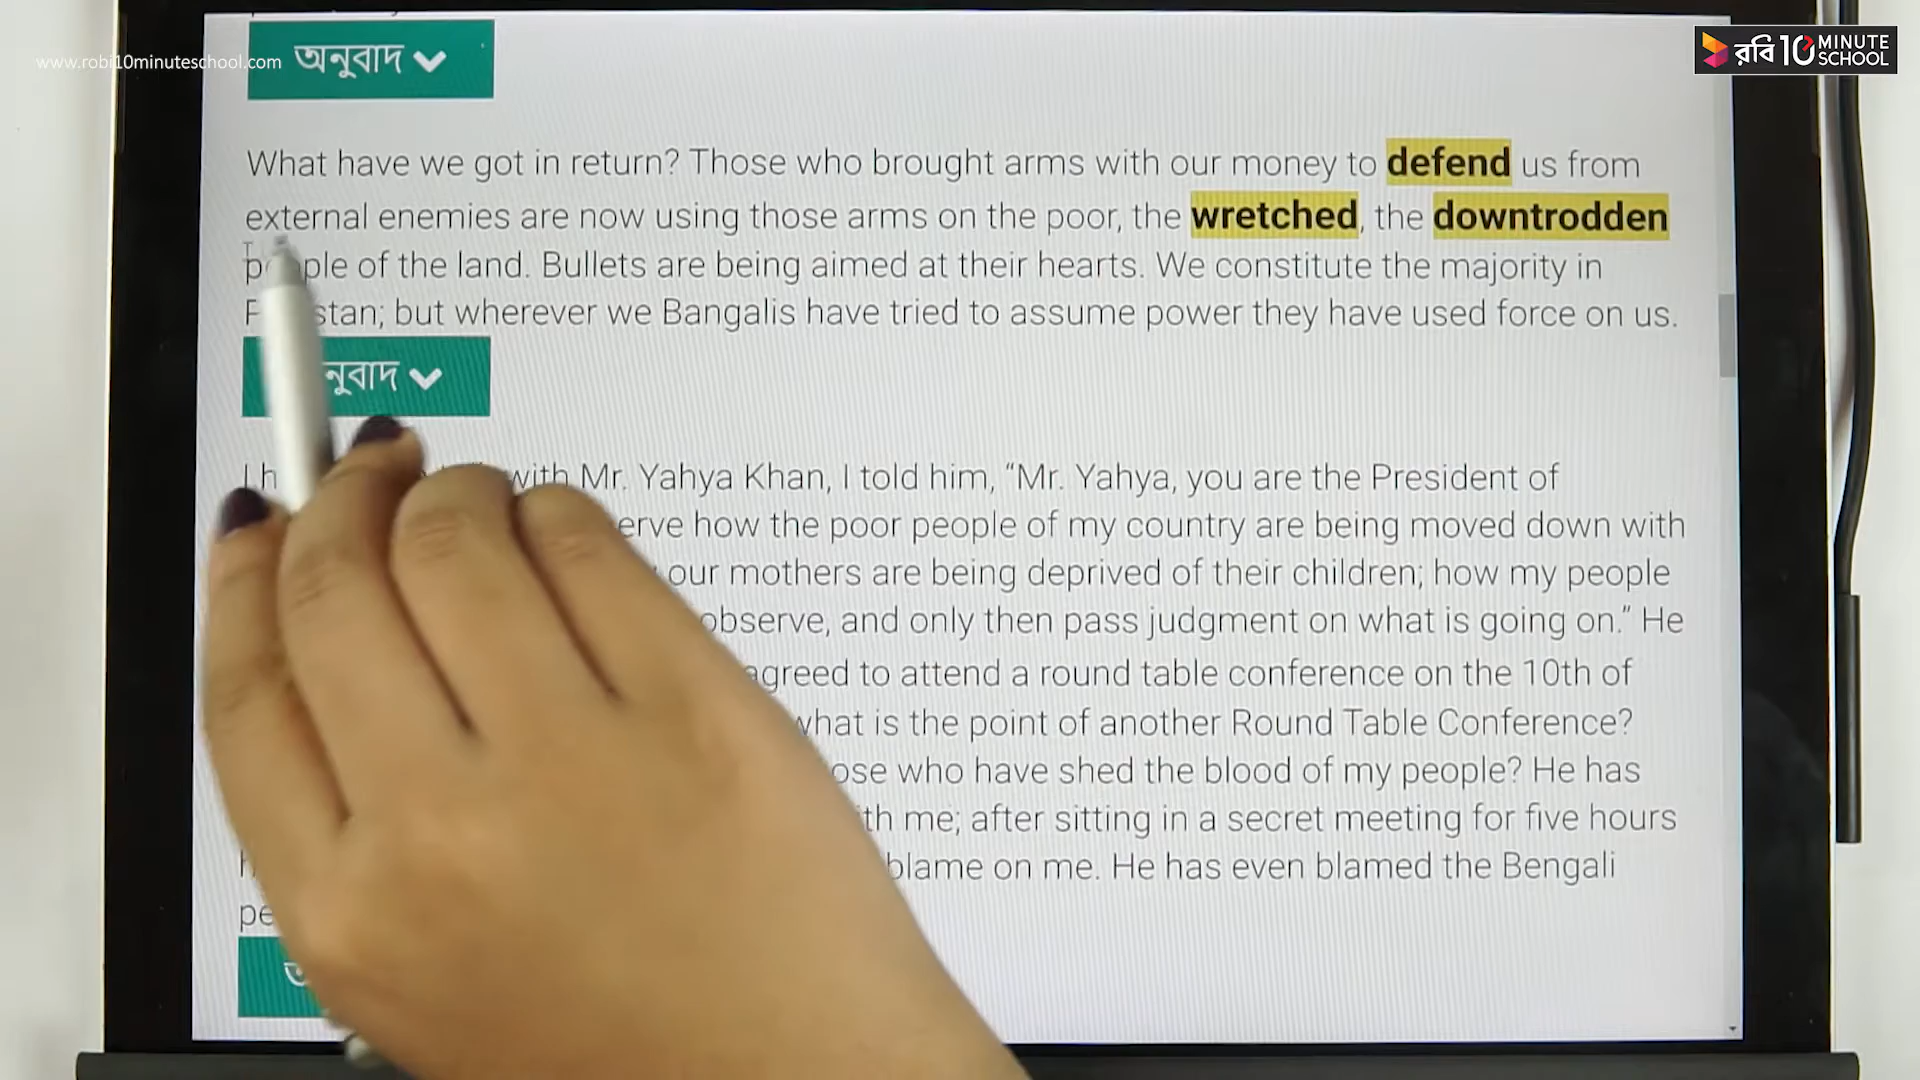 www.robi10minuteschool.com
অনুবাদ
রবি 10 MINUTE SCHOOL
What have we got in return? Those who brought arms with our money to defend us from
external enemies are now using those arms on the poor, the wretched, the downtrodden
of the land. Bullets are being aimed at their hearts. We constitute the majority in
but wherever we Bangalis have tried to assume power they have used force on us.
I with Mr. Yahya Khan, I told him, “Mr. Yahya, you are the President of
how the poor people of my country are being moved down with
our mothers are being deprived of their children; how my people
observe, and only then pass judgment on what is going on.” He
agreed to attend a round table conference on the 10th of
what is the point of another Round Table Conference?
who have shed the blood of my people? He has
me; after sitting in a secret meeting for five hours
blame on me. He has even blamed the Bengali